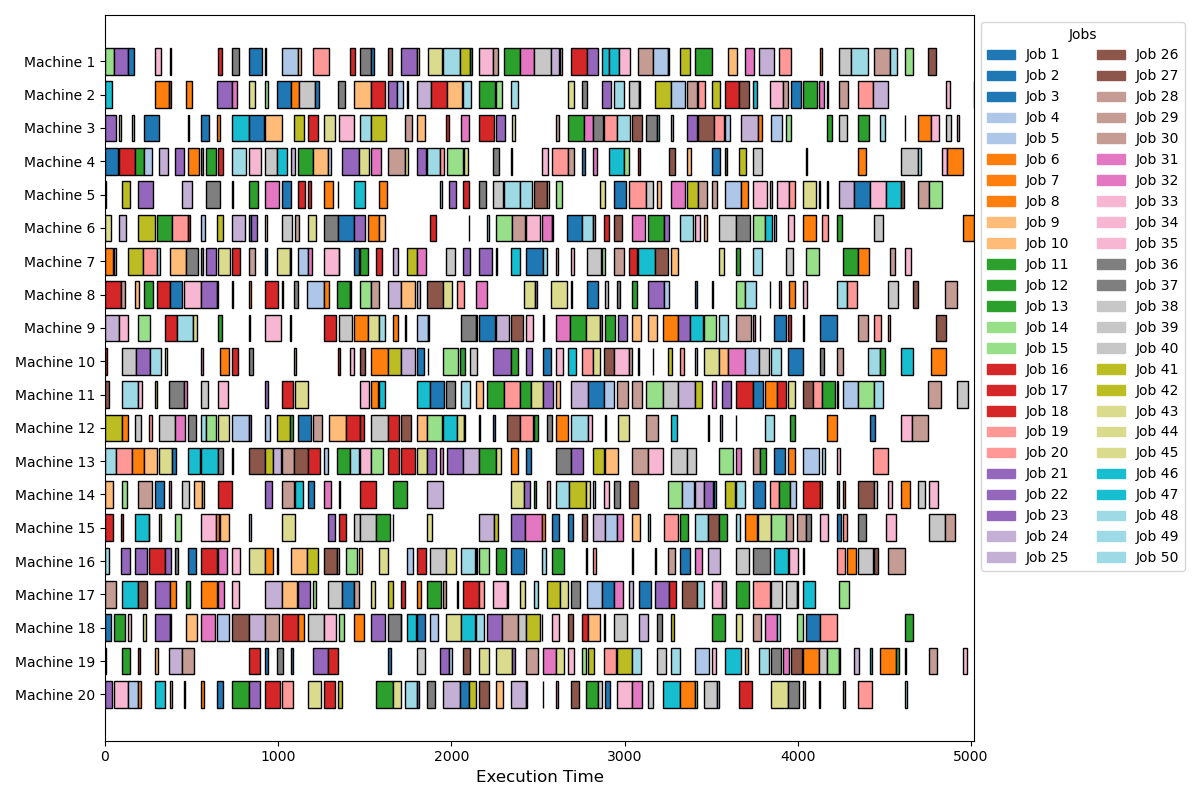 Machine 1
Machine 2
Machine 3
Machine 4
Machine 5
Machine 6
Machine 7
Machine 8
Machine 9
Machine 10
Machine 11
Machine 12
Machine 13
Machine 14
Machine 15
Machine 16
Machine 17
Machine 18
Machine 19
Machine 20
0 1000 2000 3000 4000 5000
Execution Time
Jobs
Job 1 Job 26
Job 2 Job 27
Job 3 Job 28
Job 4 Job 29
Job 5 Job 30
Job 6 Job 31
Job 7 Job 32
Job 8 Job 33
Job 9 Job 34
Job 10 Job 35
Job 11 Job 36
Job 12 Job 37
Job 13 Job 38
Job 14 Job 39
Job 15 Job 40
Job 16 Job 41
Job 17 Job 42
Job 18 Job 43
Job 19 Job 44
Job 20 Job 45
Job 21 Job 46
Job 22 Job 47
Job 23 Job 48
Job 24 Job 49
Job 25 Job 50